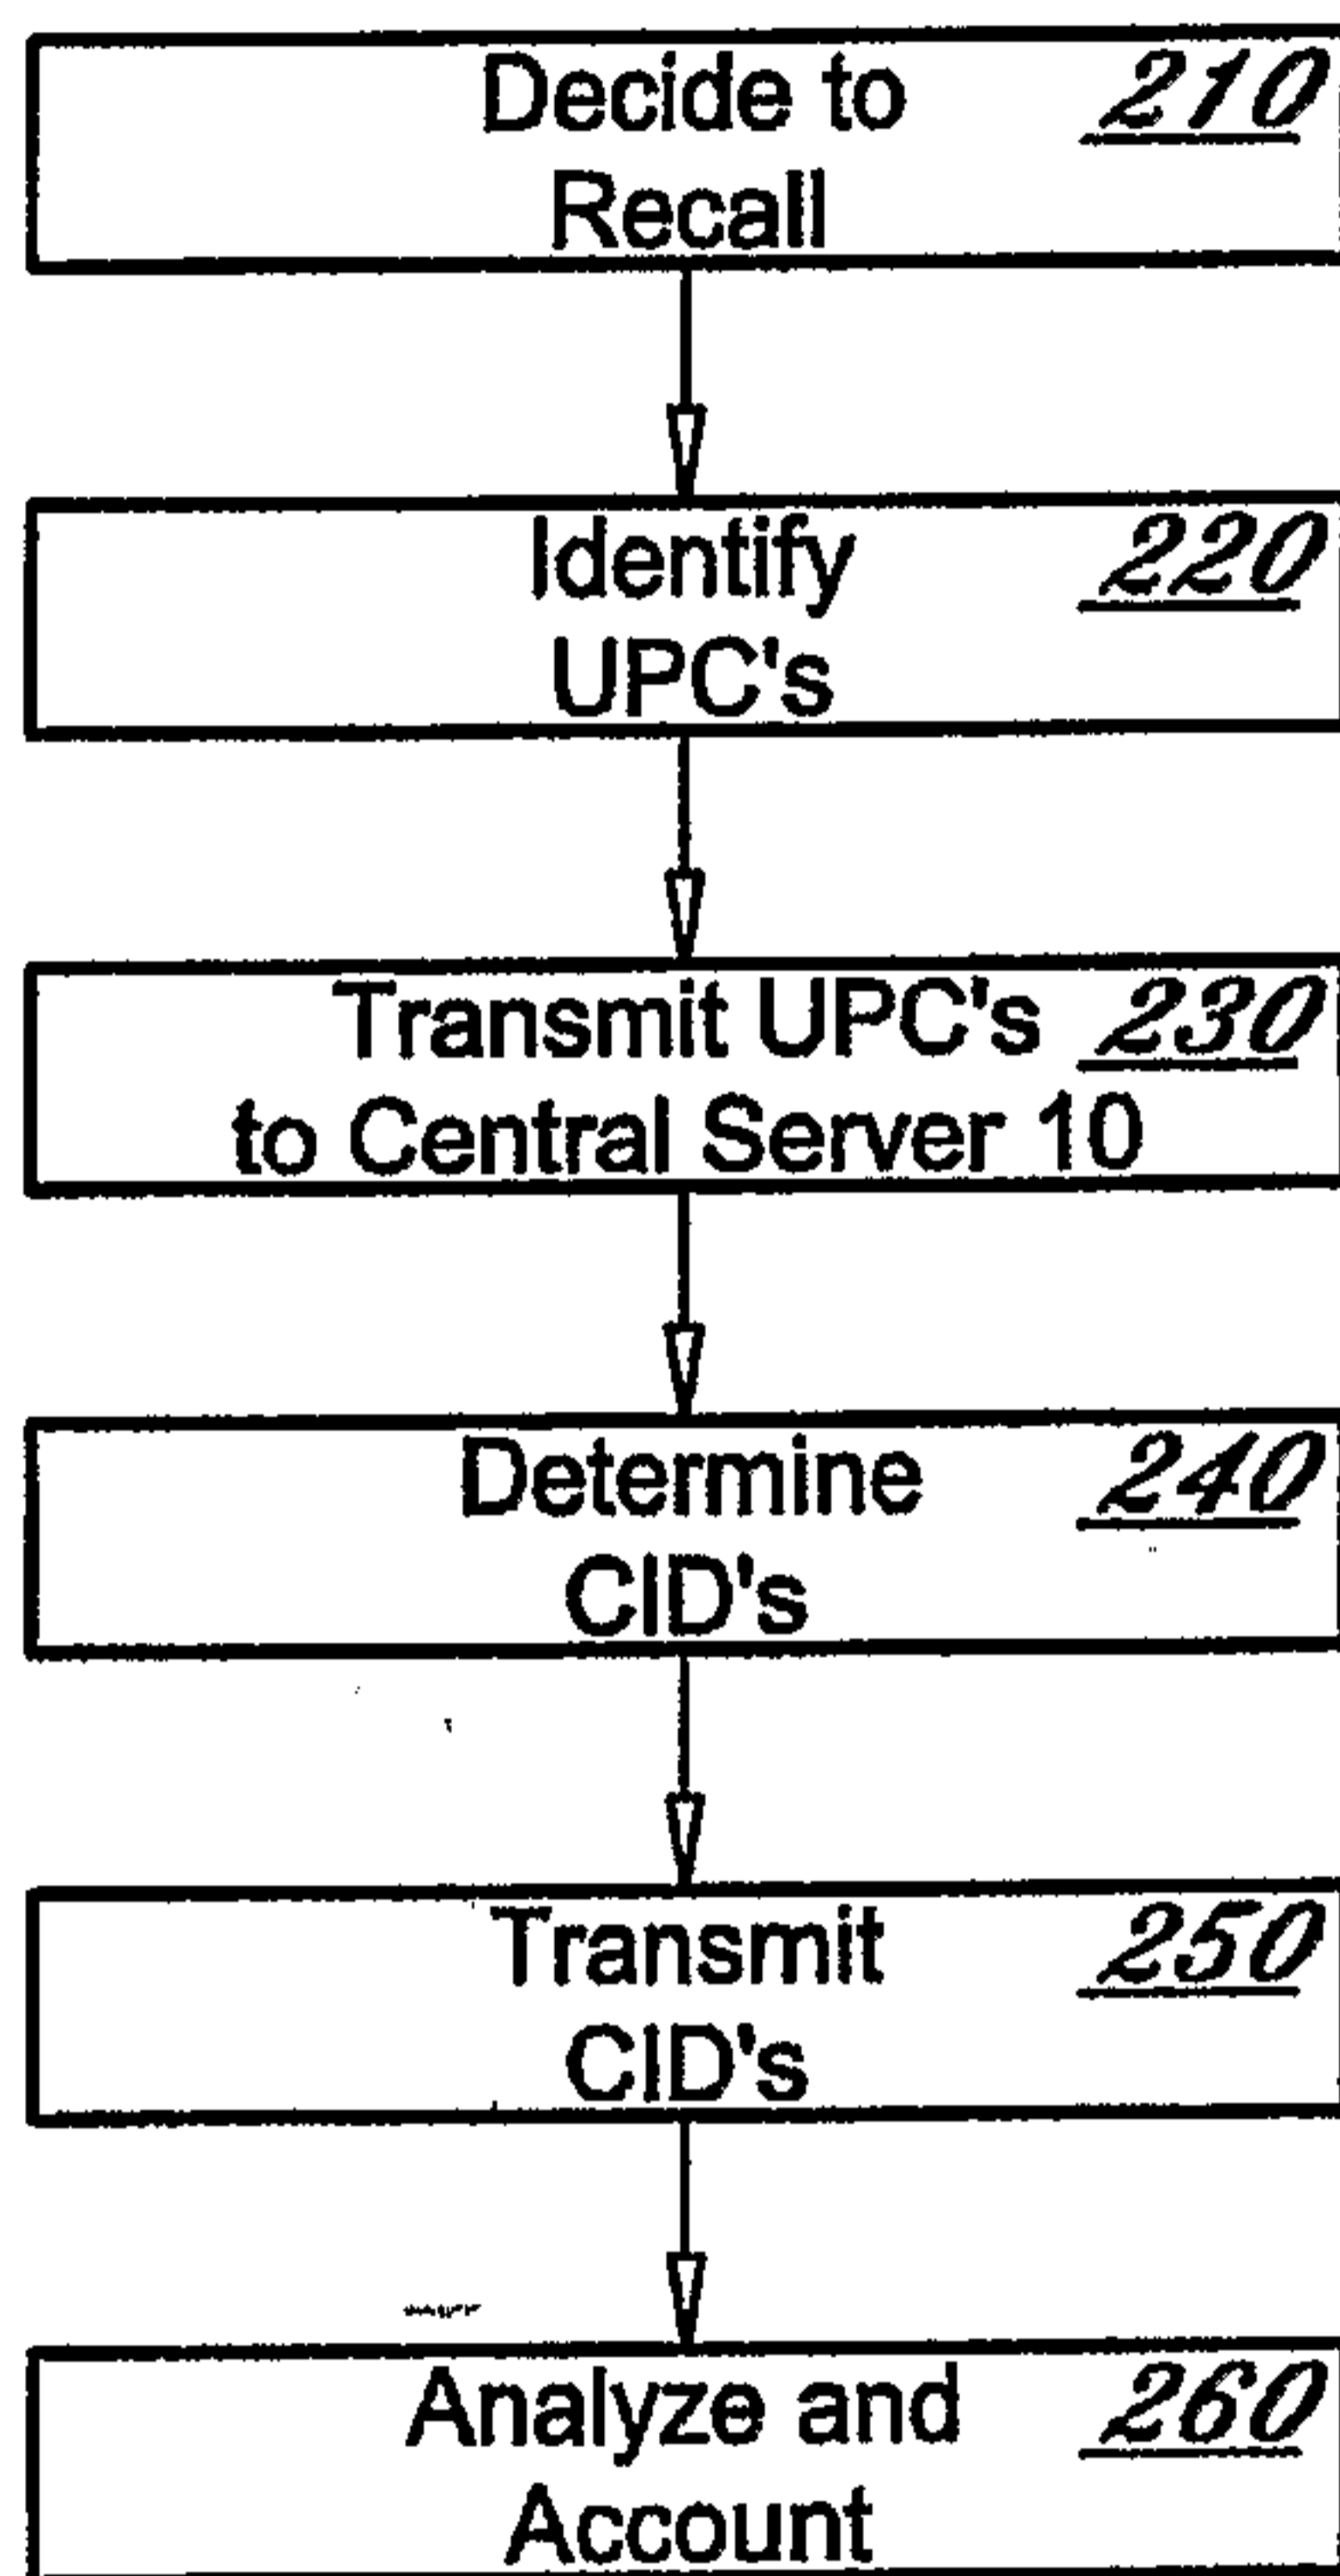 Decide to 210
Recall
Identify 220
UPC's
Transmit UPC's 230
to Central Server 10
Determine 240
CID's
Transmit 250
CID's
Analyze and 260
Account